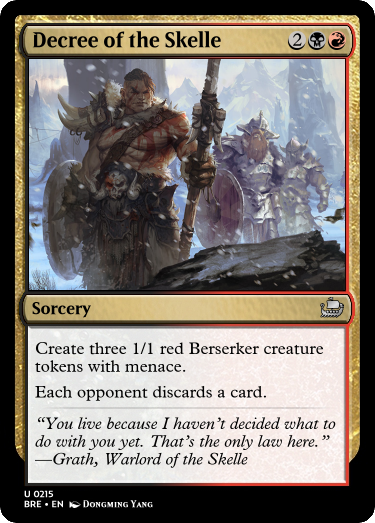 Decree of the Skelle 2
Sorcery
Create three 1/1 red Berserker creature
tokens with menace.
Each opponent discards a card.
“You live because I haven’t decided what to
do with you yet. That’s the only law here.”
—Grath, Warlord of the Skelle
U 0215
BRE • EN Dongming Yang